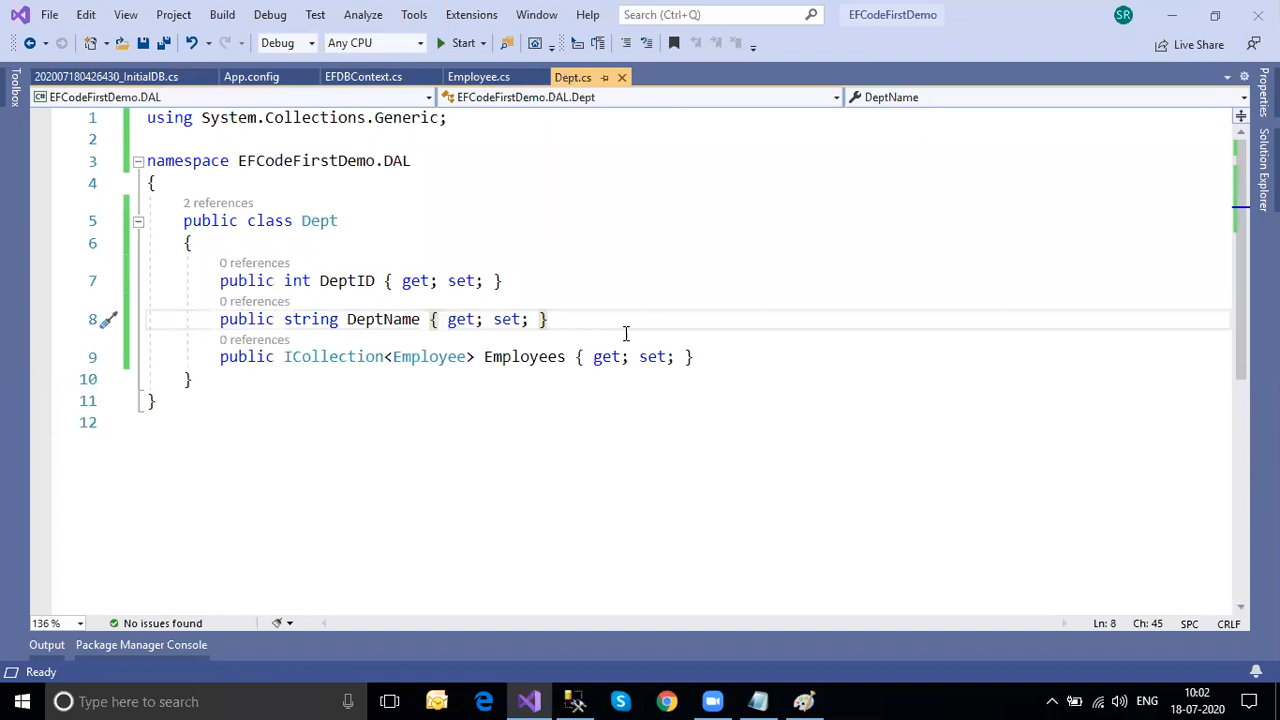 File Edit View Project Build Debug Test Analyze Tools Extensions Window Help Search (Ctrl+Q) EFCodeFirstDemo SR
Debug Any CPU Start Live Share
202007180426430_InitialDB.cs App.config EFDBContext.cs Employee.cs Dept.cs
EFCodeFirstDemo.DAL EFCodeFirstDemo.DAL.Dept DeptName
1 using System.Collections.Generic;
2
3 namespace EFCodeFirstDemo.DAL
4 {
2 references
5 public class Dept
6 {
0 references
7 public int DeptID { get; set; }
0 references
8 public string DeptName { get; set; }
0 references
9 public ICollection<Employee> Employees { get; set; }
10 }
11 }
12
Toolbox
Properties
Solution Explorer
136 % No issues found Ln: 8 Ch: 45 SPC CRLF
Output Package Manager Console
Ready
Type here to search ENG 10:02
18-07-2020